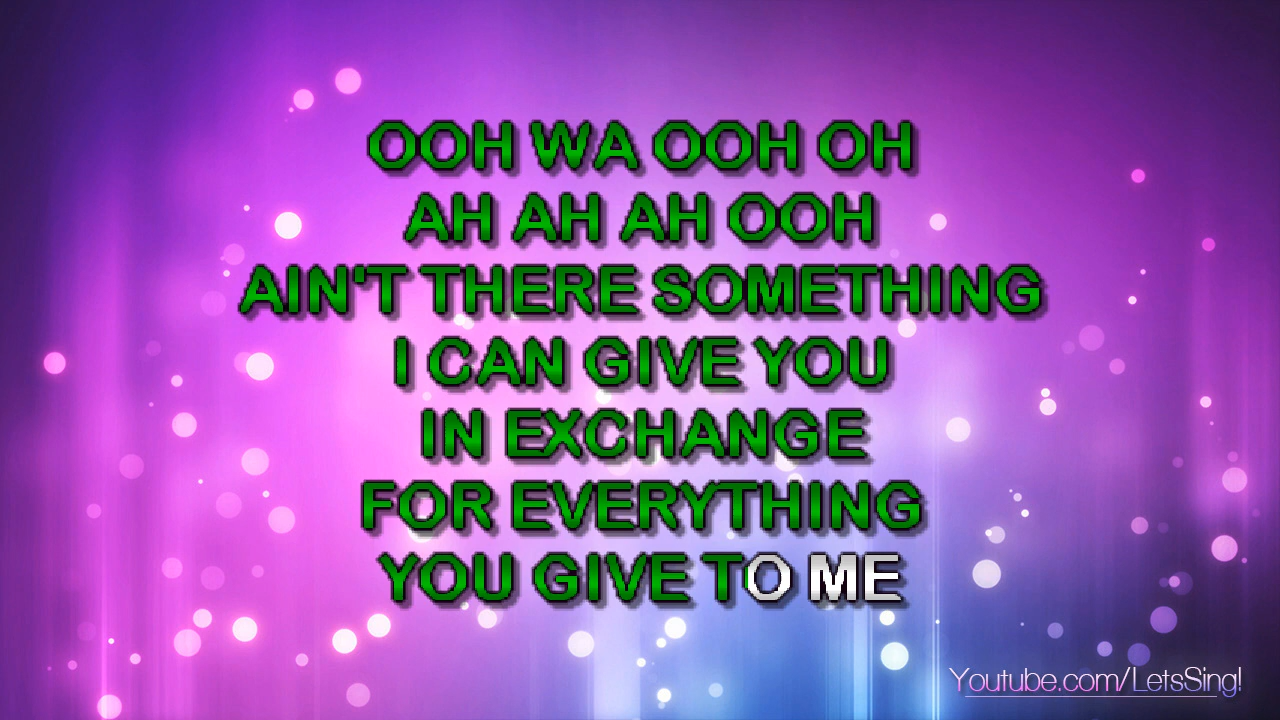 OOH WA OOH OH
AH AH AH OOH
AIN'T THERE SOMETHING
I CAN GIVE YOU
IN EXCHANGE
FOR EVERYTHING
YOU GIVE TO ME
Youtube.com/LetsSing!